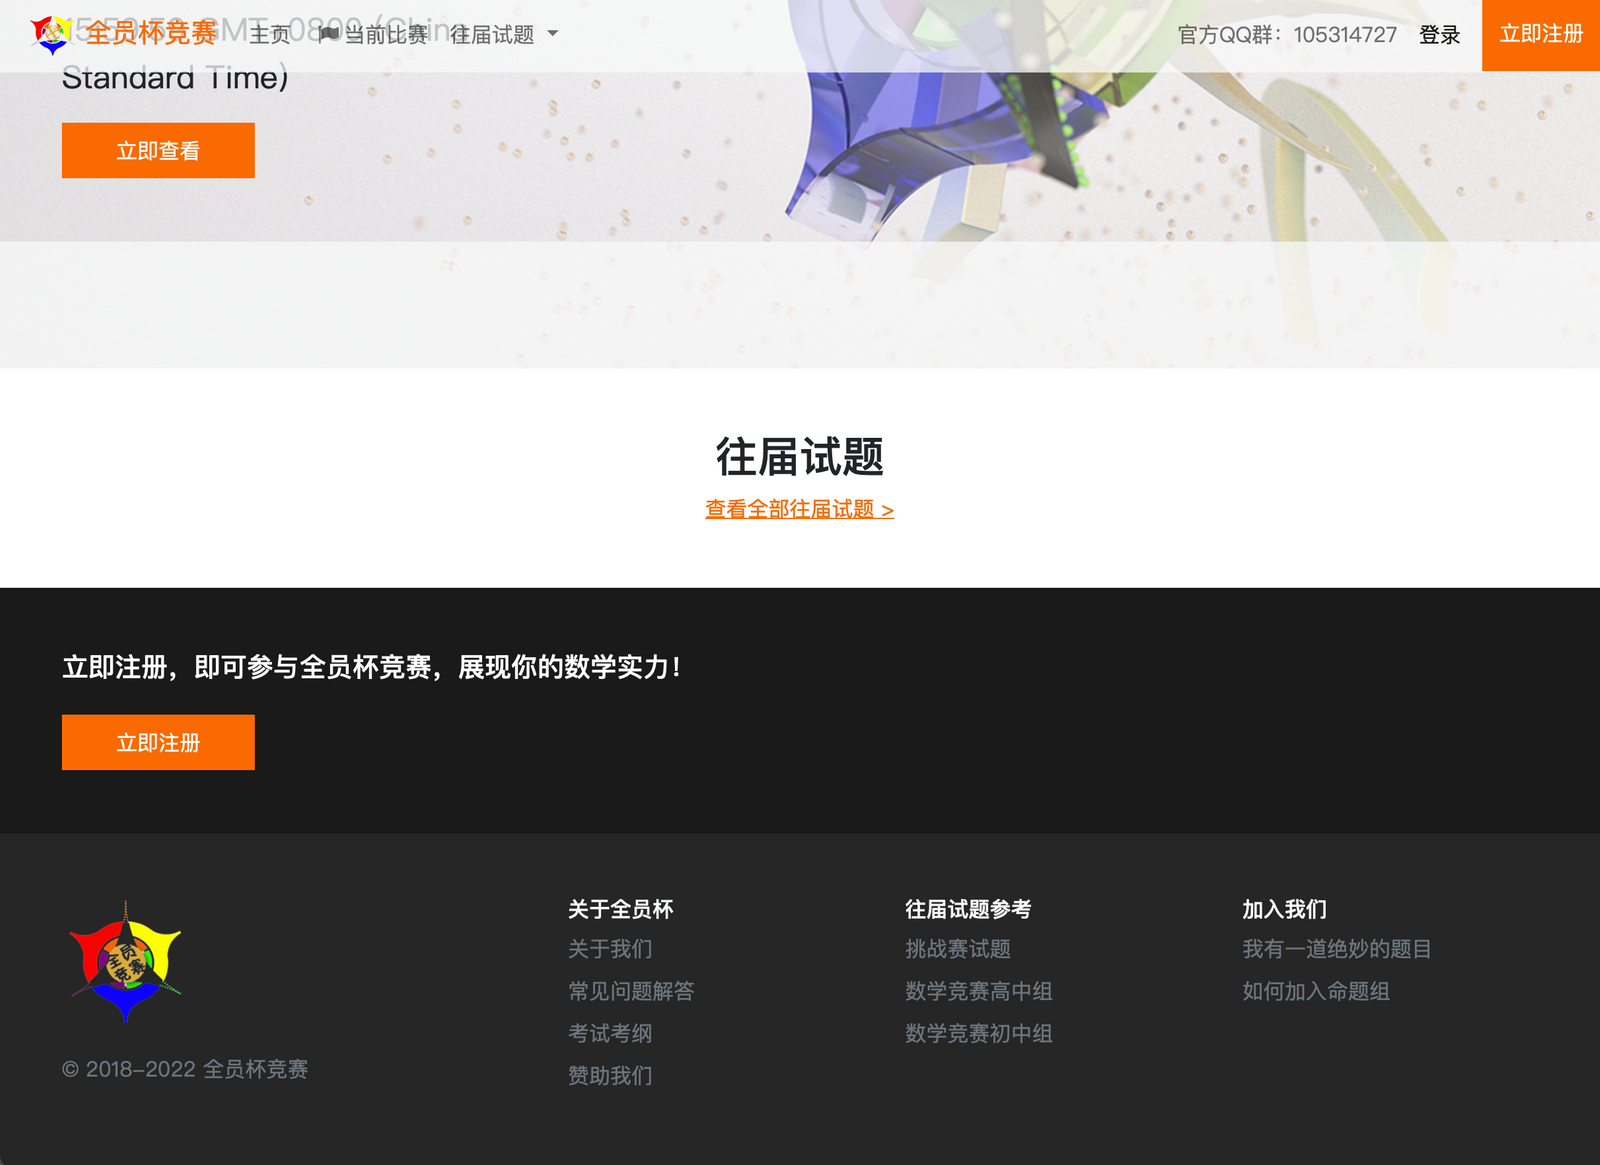 全员杯竞赛 主页 当前比赛 往届试题 官方QQ群：105314727 登录 立即注册
Standard Time)
立即查看
往届试题
查看全部往届试题 >
立即注册，即可参与全员杯竞赛，展现你的数学实力！
立即注册
全员
竞赛
© 2018-2022 全员杯竞赛
关于全员杯
关于我们
常见问题解答
考试考纲
赞助我们
往届试题参考
挑战赛试题
数学竞赛高中组
数学竞赛初中组
加入我们
我有一道绝妙的题目
如何加入命题组